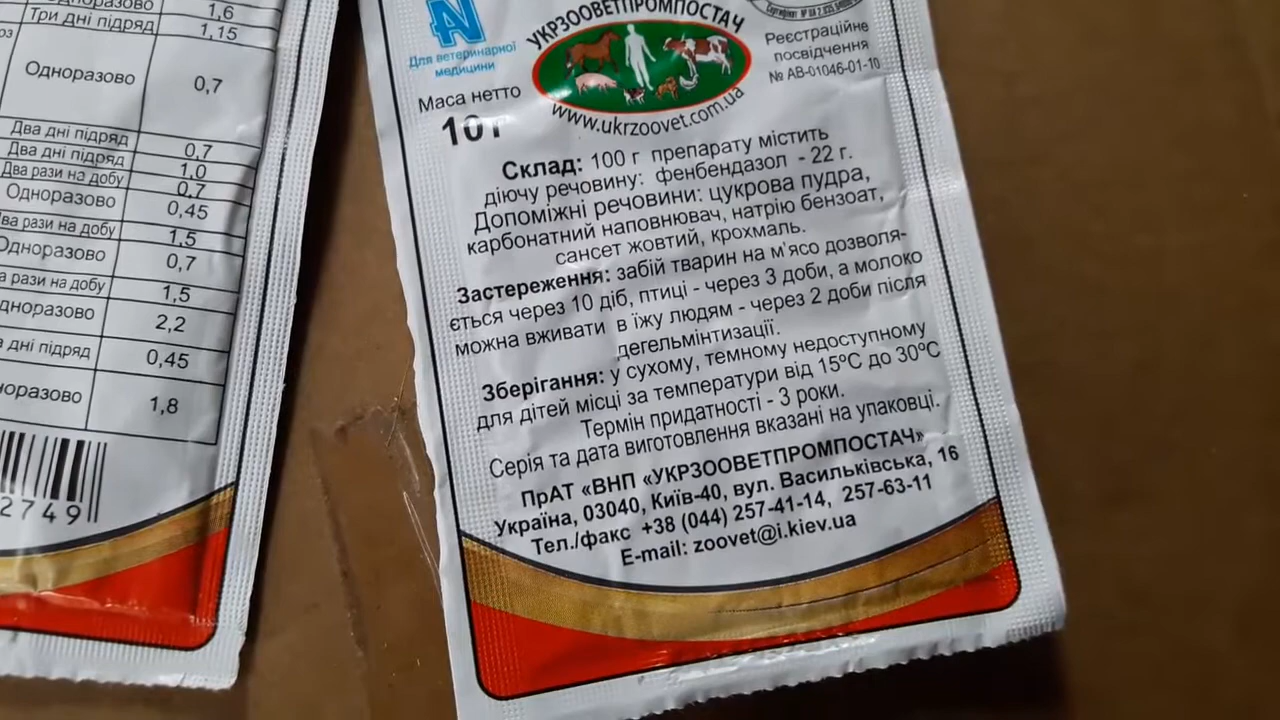 Одноразово
1,6
Три дні підряд
1,15
Одноразово
0,7
Два дні підряд
0,7
Два дні підряд
1,0
Два рази на добу
0,7
Одноразово
0,45
ва рази на добу
1,5
Одноразово
0,7
а рази на добу
1,5
дноразово
2,2
а дні підряд
0,45
норазово
1,8
2749
Для ветеринарної
медицини
Маса нетто
10г
УКРЗООВЕТПРОМПОСТАЧ
www.ukrzoovet.com.ua
Реєстраційне
посвідчення
№ АВ-01046-01-10
Склад: 100 г препарату містить
діючу речовину: фенбендазол - 22 г.
Допоміжні речовини: цукрова пудра,
карбонатний наповнювач, натрію бензоат,
сансет жовтий, крохмаль.
Застереження: забій тварин на м'ясо дозволя-
ється через 10 діб, птиці - через 3 доби, а молоко
можна вживати в їжу людям - через 2 доби після
дегельмінтизації.
Зберігання: у сухому, темному недоступному
для дітей місці за температури від 15ºС до 30ºС
Термін придатності - 3 роки.
Серія та дата виготовлення вказані на упаковці.
ПрАТ «ВНП «УКРЗООВЕТПРОМПОСТАЧ»
Україна, 03040, Київ-40, вул. Васильківська, 16
Тел./факс +38 (044) 257-41-14, 257-63-11
E-mail: zoovet@i.kiev.ua